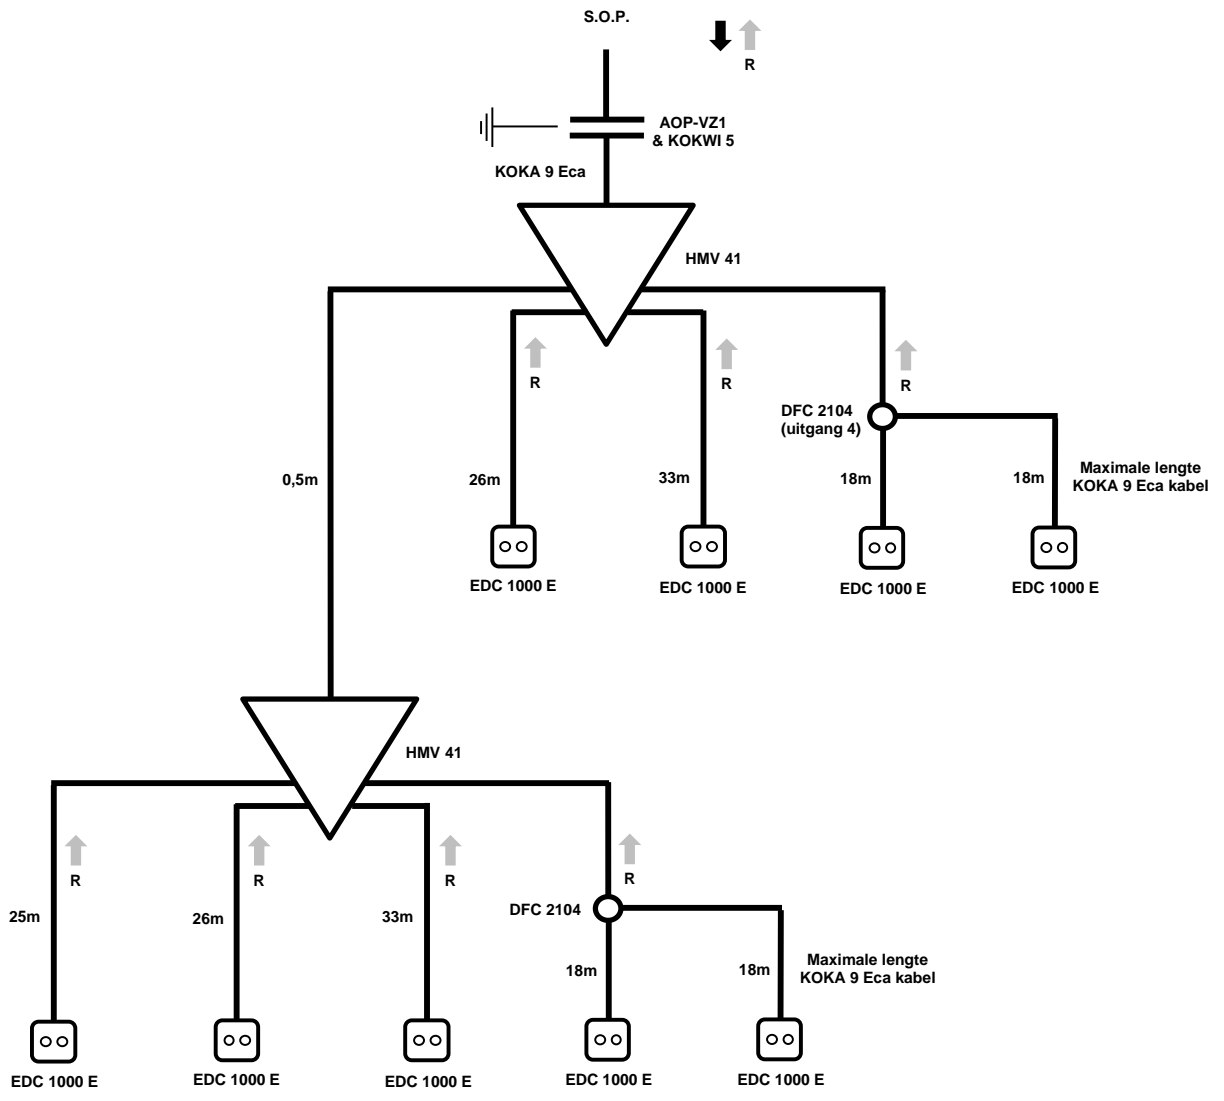 S.O.P.
R
AOP-VZ1
& KOKWI 5
KOKA 9 Eca
HMV 41
R
R
R
DFC 2104
(uitgang 4)
0,5m
26m
33m
18m
18m
Maximale lengte
KOKA 9 Eca kabel
EDC 1000 E
EDC 1000 E
EDC 1000 E
EDC 1000 E
HMV 41
R
R
R
R
25m
26m
33m
DFC 2104
18m
18m
Maximale lengte
KOKA 9 Eca kabel
EDC 1000 E
EDC 1000 E
EDC 1000 E
EDC 1000 E
EDC 1000 E